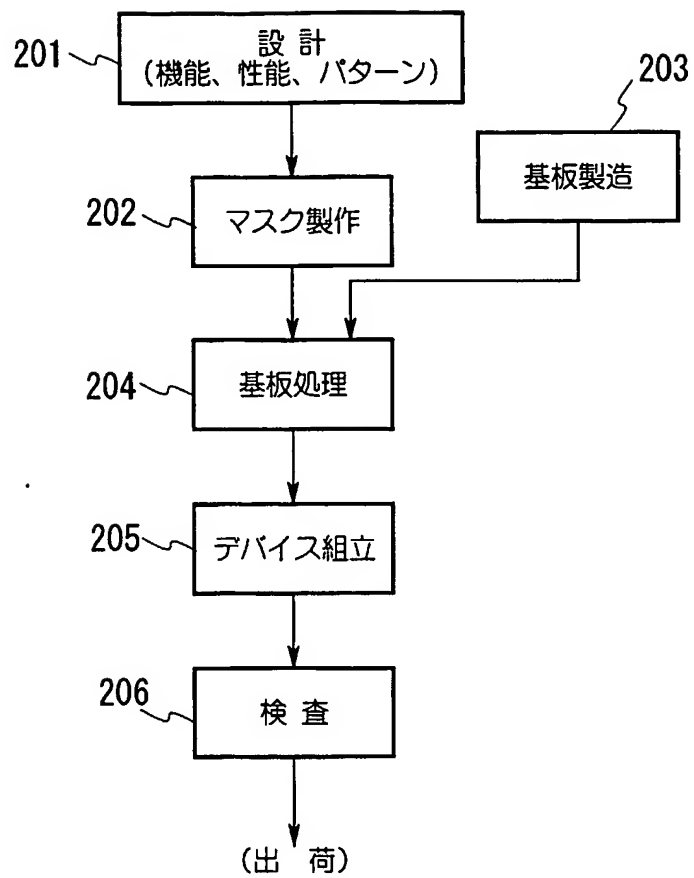 201
設 計
(機能、性能、パターン)
203
基板製造
202
マスク製作
204
基板処理
205
デバイス組立
206
検 査
(出 荷)